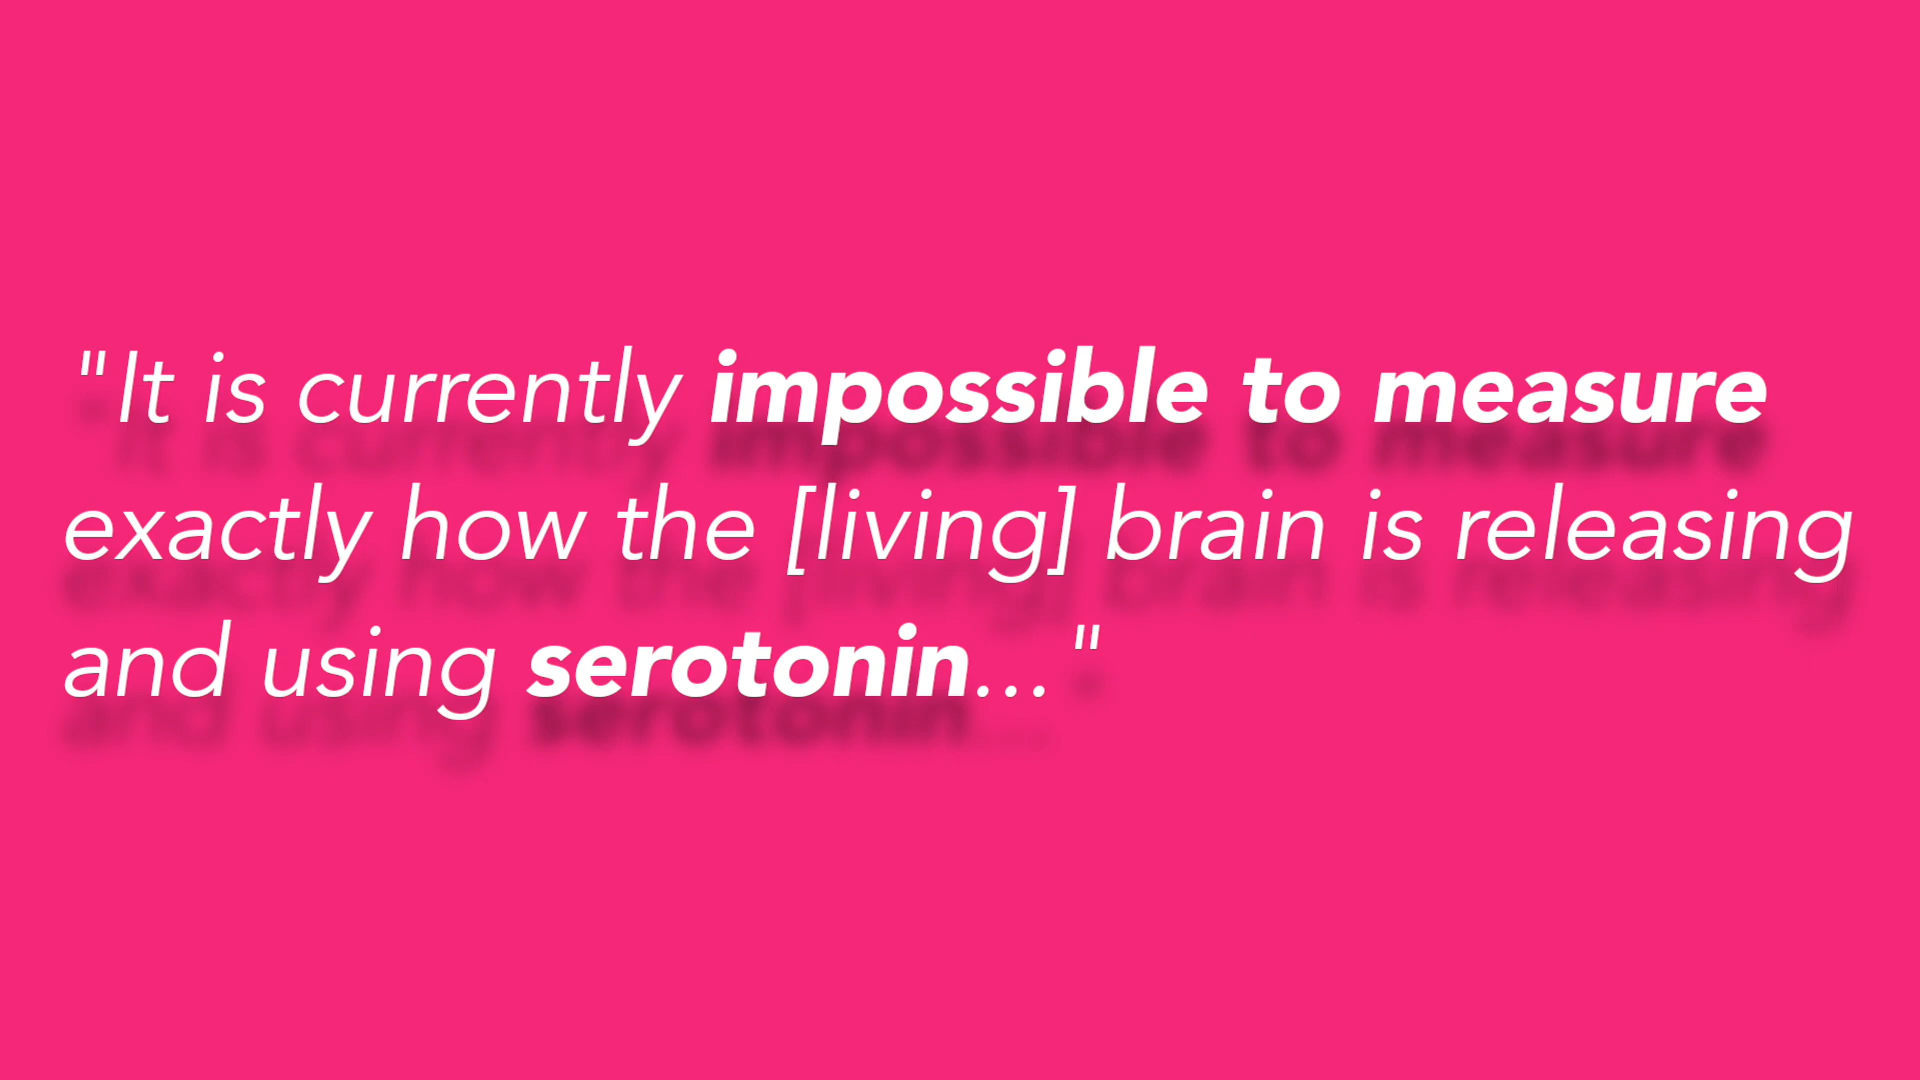 "It is currently impossible to measure
exactly how the [living] brain is releasing
and using serotonin..."